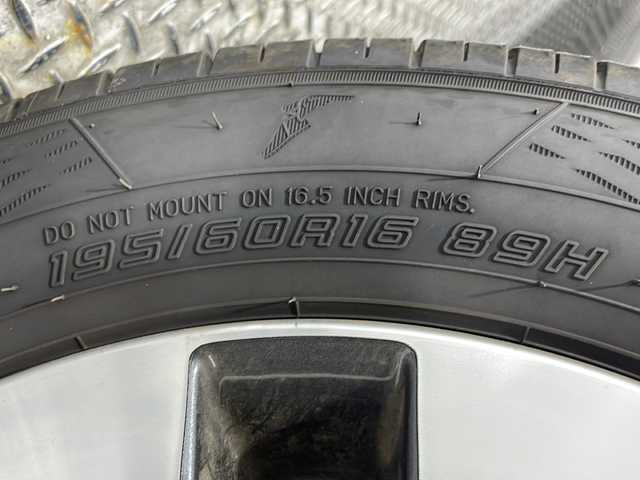 DO NOT MOUNT ON 16.5 INCH RIMS.
195/60R16 89H